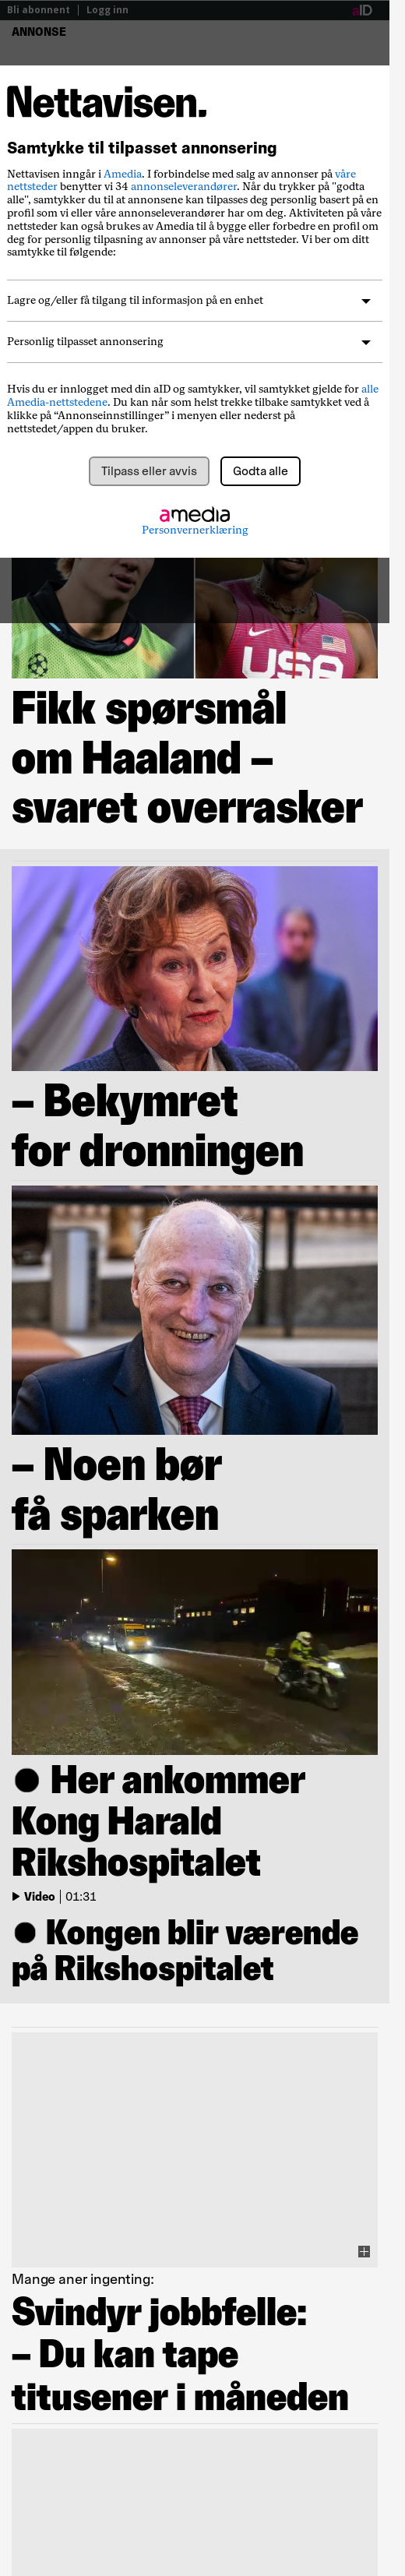 Bli abonnent | Logg inn aID
ANNONSE
Nettavisen.
Samtykke til tilpasset annonsering
Nettavisen inngår i Amedia. I forbindelse med salg av annonser på våre
nettsteder benytter vi 34 annonseleverandører. Når du trykker på "godta
alle", samtykker du til at annonsene kan tilpasses deg personlig basert på en
profil som vi eller våre annonseleverandører har om deg. Aktiviteten på våre
nettsteder kan også brukes av Amedia til å bygge eller forbedre en profil om
deg for personlig tilpasning av annonser på våre nettsteder. Vi ber om ditt
samtykke til følgende:
Lagre og/eller få tilgang til informasjon på en enhet
Personlig tilpasset annonsering
Hvis du er innlogget med din aID og samtykker, vil samtykket gjelde for alle
Amedia-nettstedene. Du kan når som helst trekke tilbake samtykket ved å
klikke på “Annonseinnstillinger” i menyen eller nederst på
nettstedet/appen du bruker.
Tilpass eller avvis Godta alle
amedia
Personvernerklæring
USA
Fikk spørsmål
om Haaland –
svaret overrasker
– Bekymret
for dronningen
– Noen bør
få sparken
Her ankommer
Kong Harald
Rikshospitalet
Video | 01:31
Kongen blir værende
på Rikshospitalet
Mange aner ingenting:
Svindyr jobbfelle:
– Du kan tape
titusener i måneden